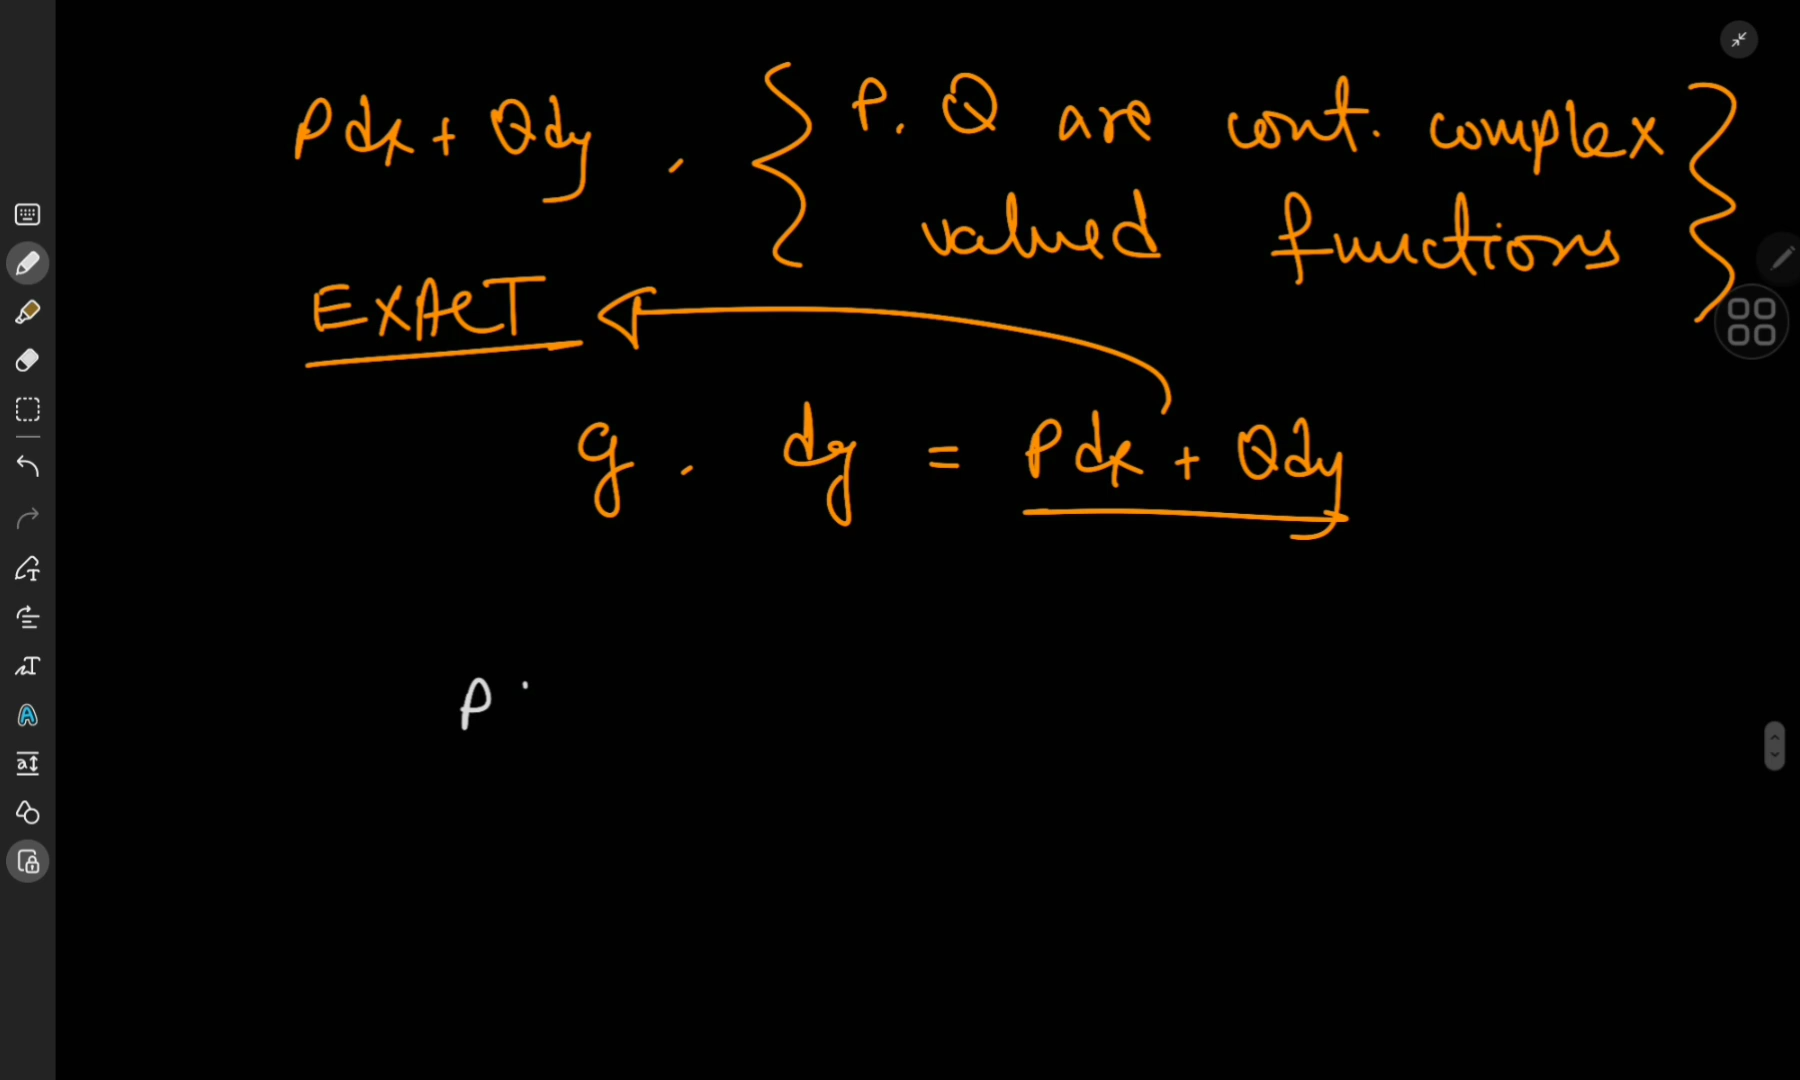 Pdx + Qdy , { P, Q are cont. complex
valued functions }
EXACT
g . dg = Pdx + Qdy
P